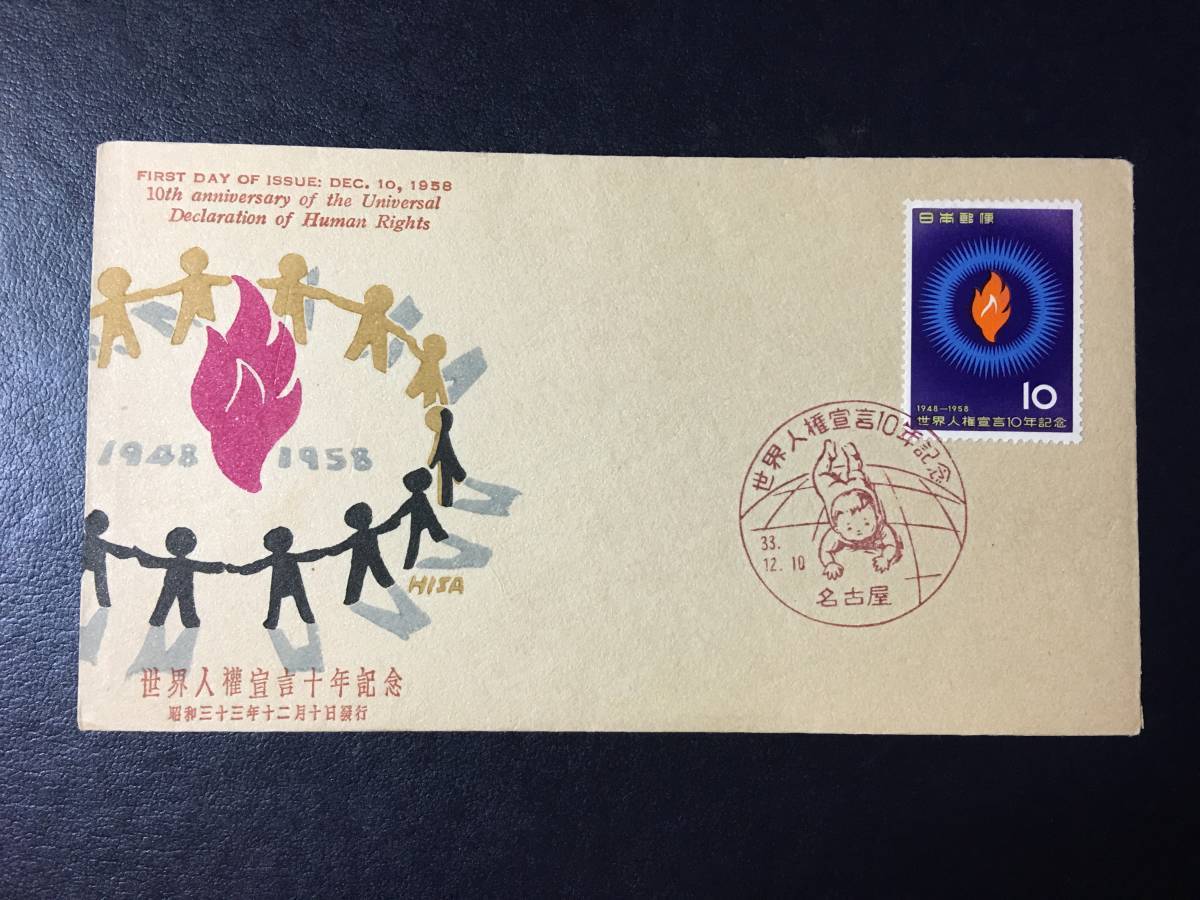 FIRST DAY OF ISSUE: DEC. 10, 1958
10th anniversary of the Universal
Declaration of Human Rights
1948 1958
HISA
世界人權宣言十年記念
昭和三十三年十二月十日發行
日本郵便
10
1948—1958
世界人権宣言10年記念
世界人権宣言10年記念
33.
12.10
名古屋